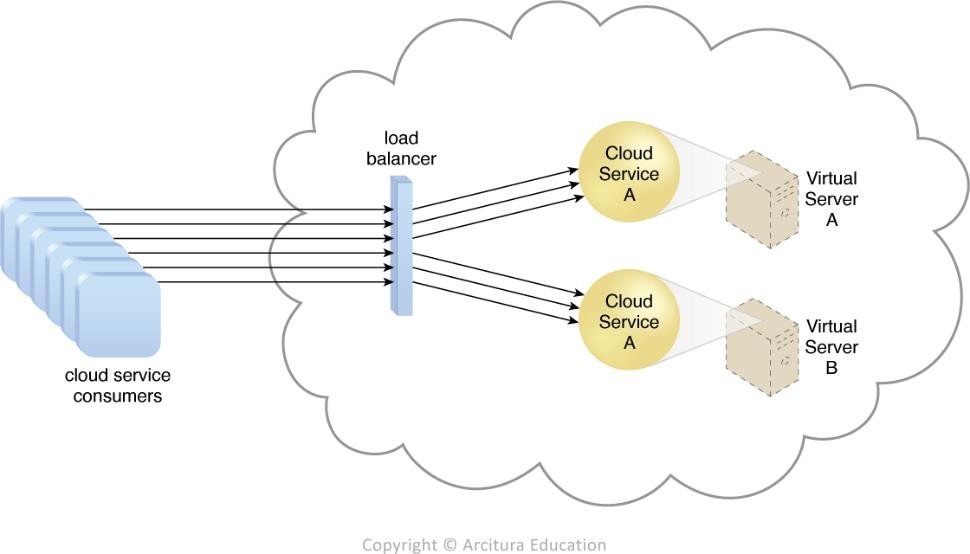 load
balancer
Cloud
Service
A
Virtual
Server
A
Cloud
Service
A
Virtual
Server
B
cloud service
consumers
Copyright © Arcitura Education